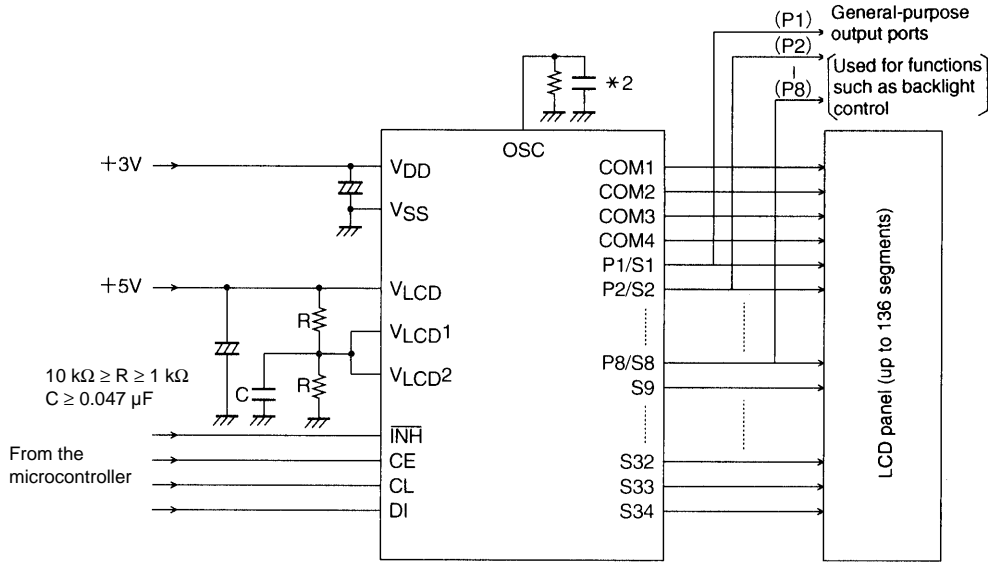 (P1)
General-purpose
output ports
(P2)
(P8)
Used for functions
such as backlight
control
*2
OSC
+3V
VDD
VSS
+5V
VLCD
R
VLCD1
VLCD2
R
C
10 kΩ ≥ R ≥ 1 kΩ
C ≥ 0.047 µF
INH
From the
microcontroller
CE
CL
DI
COM1
COM2
COM3
COM4
P1/S1
P2/S2
P8/S8
S9
S32
S33
S34
LCD panel (up to 136 segments)